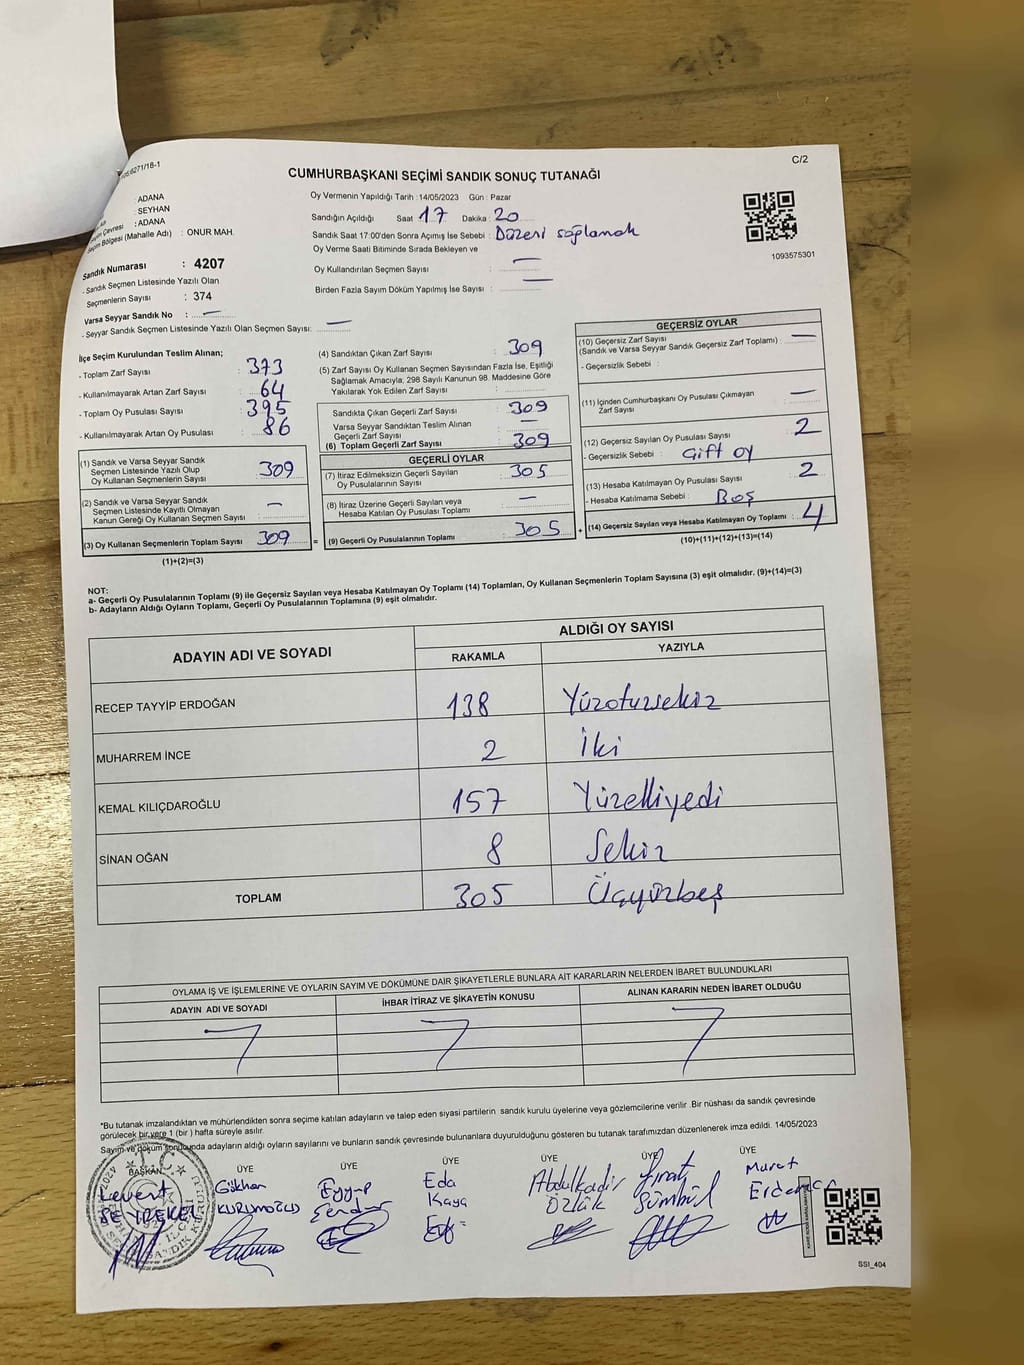 C/2
CUMHURBAŞKANI SEÇİMİ SANDIK SONUÇ TUTANAĞI
: ADANA
: SEYHAN
: ADANA
Seçim Bölgesi (Mahalle Adı) : ONUR MAH.
Sandık Numarası : 4207
- Sandık Seçmen Listesinde Yazılı Olan
Seçmenlerin Sayısı : 374
Varsa Seyyar Sandık No : —
- Seyyar Sandık Seçmen Listesinde Yazılı Olan Seçmen Sayısı: —
Oy Vermenin Yapıldığı Tarih : 14/05/2023 Gün : Pazar
Sandığın Açıldığı Saat 17 Dakika : 20
Sandık Saat 17:00'den Sonra Açımış İse Sebebi : Düzeni sağlamak
Oy Verme Saati Bitiminde Sırada Bekleyen ve
Oy Kullandırılan Seçmen Sayısı : —
Birden Fazla Sayım Döküm Yapılmış İse Sayısı : —
1093575301
İlçe Seçim Kurulundan Teslim Alınan;
- Toplam Zarf Sayısı : 373
- Kullanılmayarak Artan Zarf Sayısı : 64
- Toplam Oy Pusulası Sayısı : 395
- Kullanılmayarak Artan Oy Pusulası : 86
(1) Sandık ve Varsa Seyyar Sandık
Seçmen Listesinde Yazılı Olup
Oy Kullanan Seçmenlerin Sayısı : 309
(2) Sandık ve Varsa Seyyar Sandık
Seçmen Listesinde Kayıtlı Olmayan
Kanun Gereği Oy Kullanan Seçmen Sayısı : —
(3) Oy Kullanan Seçmenlerin Toplam Sayısı : 309
(1)+(2)=(3)
(4) Sandıktan Çıkan Zarf Sayısı : 309
(5) Zarf Sayısı Oy Kullanan Seçmen Sayısından Fazla İse, Eşitliği
Sağlamak Amacıyla; 298 Sayılı Kanunun 98. Maddesine Göre
Yakılarak Yok Edilen Zarf Sayısı :
Sandıkta Çıkan Geçerli Zarf Sayısı : 309
Varsa Seyyar Sandıktan Teslim Alınan
Geçerli Zarf Sayısı : —
(6) Toplam Geçerli Zarf Sayısı : 309
GEÇERLİ OYLAR
(7) İtiraz Edilmeksizin Geçerli Sayılan
Oy Pusulalarının Sayısı : 305
(8) İtiraz Üzerine Geçerli Sayılan veya
Hesaba Katılan Oy Pusulası Toplamı : —
= (9) Geçerli Oy Pusulalarının Toplamı : 305 +
GEÇERSİZ OYLAR
(10) Geçersiz Zarf Sayısı
(Sandık ve Varsa Seyyar Sandık Geçersiz Zarf Toplamı) : —
- Geçersizlik Sebebi :
(11) İçinden Cumhurbaşkanı Oy Pusulası Çıkmayan
Zarf Sayısı : —
(12) Geçersiz Sayılan Oy Pusulası Sayısı : 2
- Geçersizlik Sebebi : Çift oy
(13) Hesaba Katılmayan Oy Pusulası Sayısı : 2
- Hesaba Katılmama Sebebi : Boş
(14) Geçersiz Sayılan veya Hesaba Katılmayan Oy Toplamı : 4
(10)+(11)+(12)+(13)=(14)
NOT:
a- Geçerli Oy Pusulalarının Toplamı (9) ile Geçersiz Sayılan veya Hesaba Katılmayan Oy Toplamı (14) Toplamları, Oy Kullanan Seçmenlerin Toplam Sayısına (3) eşit olmalıdır. (9)+(14)=(3)
b- Adayların Aldığı Oyların Toplamı, Geçerli Oy Pusulalarının Toplamına (9) eşit olmalıdır.
ADAYIN ADI VE SOYADI ALDIĞI OY SAYISI
RAKAMLA YAZIYLA
RECEP TAYYİP ERDOĞAN 138 Yüzotuzsekiz
MUHARREM İNCE 2 İki
KEMAL KILIÇDAROĞLU 157 Yüzelliyedi
SİNAN OĞAN 8 Sekiz
TOPLAM 305 Üçyüzbeş
OYLAMA İŞ VE İŞLEMLERİNE VE OYLARIN SAYIM VE DÖKÜMÜNE DAİR ŞİKAYETLERLE BUNLARA AİT KARARLARIN NELERDEN İBARET BULUNDUKLARI
ADAYIN ADI VE SOYADI İHBAR İTİRAZ VE ŞİKAYETİN KONUSU ALINAN KARARIN NEDEN İBARET OLDUĞU
*Bu tutanak imzalandıktan ve mühürlendikten sonra seçime katılan adayların ve talep eden siyasi partilerin sandık kurulu üyelerine veya gözlemcilerine verilir .Bir nüshası da sandık çevresinde
görülecek bir yere 1 (bir ) hafta süreyle asılır.
Sayım ve döküm sonucunda adayların aldığı oyların sayılarını ve bunların sandık çevresinde bulunanlara duyurulduğunu gösteren bu tutanak tarafımızdan düzenlenerek imza edildi. 14/05/2023
BAŞKAN ÜYE ÜYE ÜYE ÜYE ÜYE ÜYE
Levent Gökhan Eyyup Eda Abdulkadir Fırat Murat
KURUMOĞLU Kaya ÖZLÜK Sümbül
SSI_404